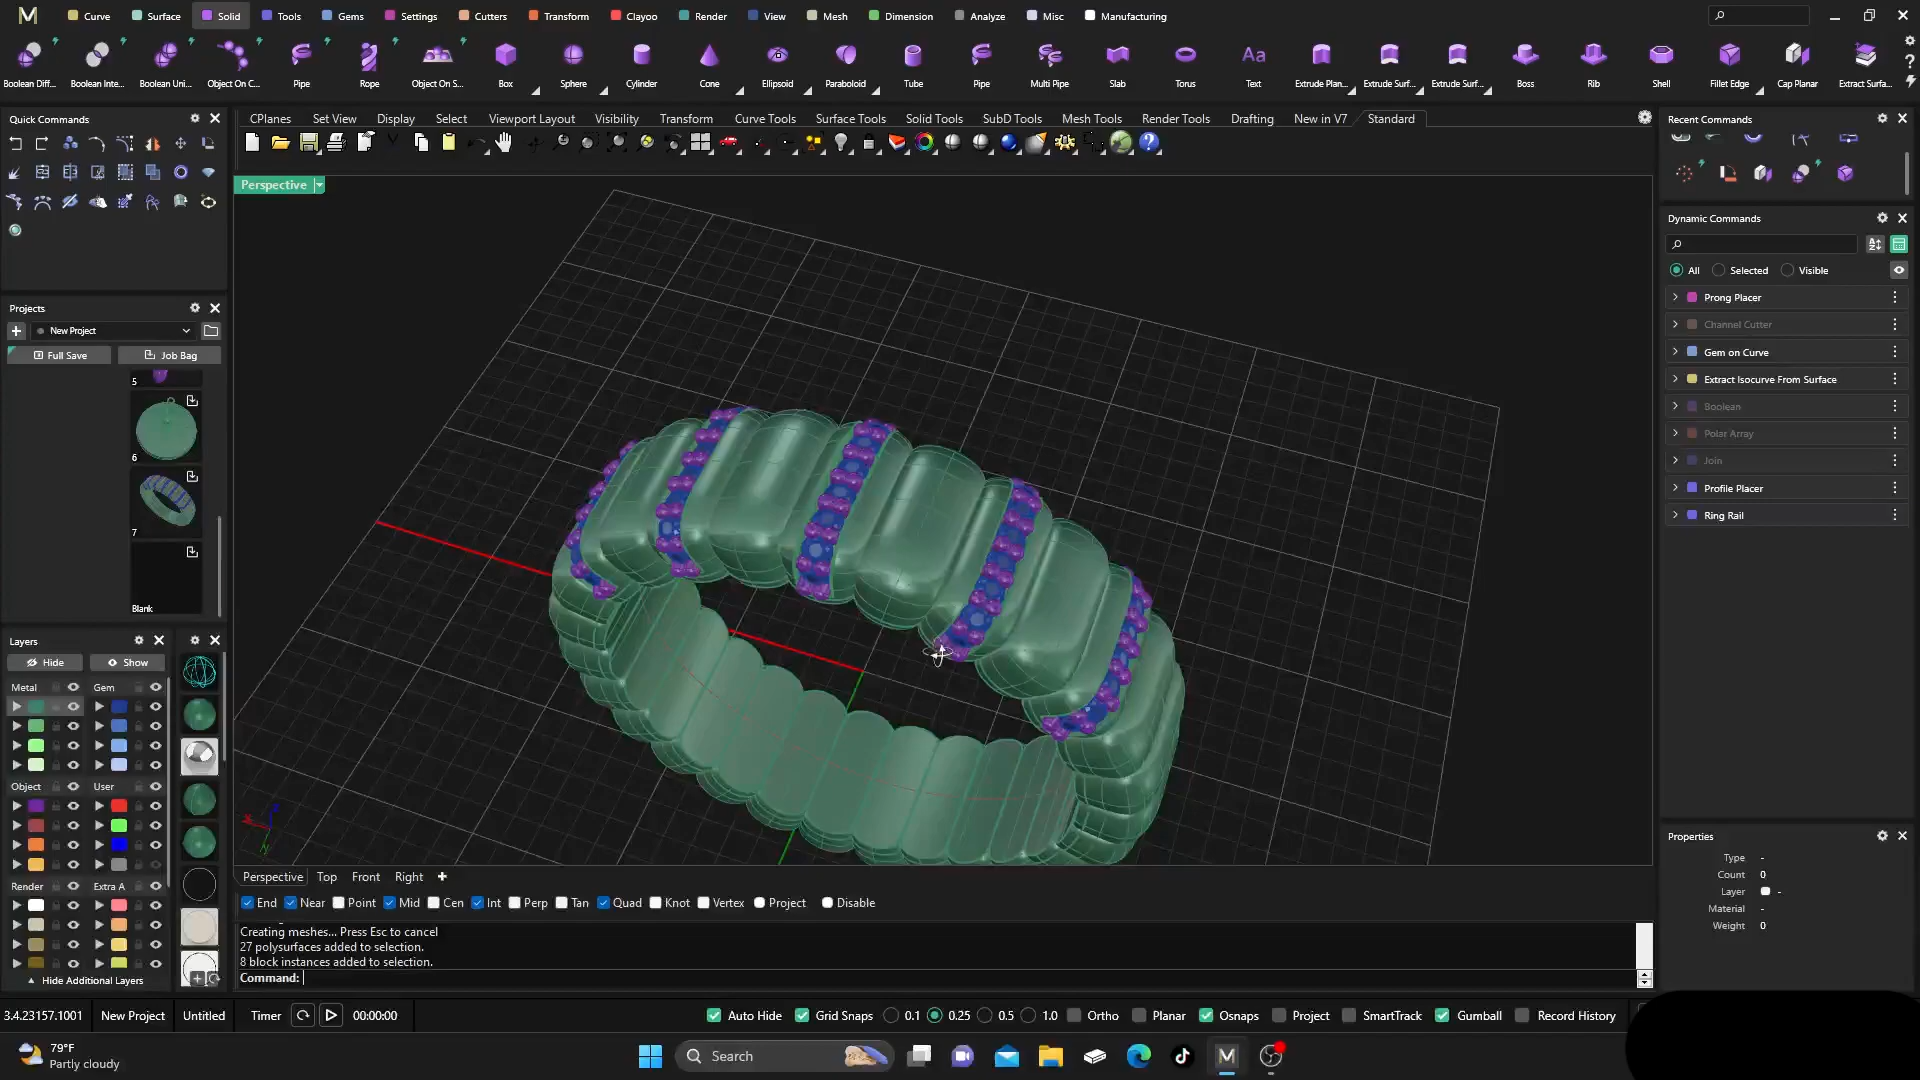 Curve Surface Solid Tools Gems Settings Cutters Transform Clayoo Render View Mesh Dimension Analyze Misc Manufacturing
Boolean Diff... Boolean Inte... Boolean Uni... Object On C... Pipe Rope Object On S... Box Sphere Cylinder Cone Ellipsoid Paraboloid Tube Pipe Multi Pipe Slab Torus Text Extrude Plan... Extrude Surf... Extrude Surf... Boss Rib Shell Fillet Edge Cap Planar Extract Surfa...
Aa
Quick Commands
CPlanes Set View Display Select Viewport Layout Visibility Transform Curve Tools Surface Tools Solid Tools SubD Tools Mesh Tools Render Tools Drafting New in V7 Standard
Recent Commands
Perspective
Dynamic Commands
All Selected Visible
Prong Placer
Channel Cutter
Gem on Curve
Extract Isocurve From Surface
Boolean
Polar Array
Join
Profile Placer
Ring Rail
Projects
New Project
Full Save Job Bag
5
6
7
Blank
Layers
Hide Show
Metal Gem
Object User
Render Extra A
Hide Additional Layers
Properties
Type -
Count 0
Layer -
Material -
Weight 0
Perspective Top Front Right
End Near Point Mid Cen Int Perp Tan Quad Knot Vertex Project Disable
Creating meshes... Press Esc to cancel
27 polysurfaces added to selection.
8 block instances added to selection.
Command:
3.4.23157.1001 New Project Untitled Timer 00:00:00 Auto Hide Grid Snaps 0.1 0.25 0.5 1.0 Ortho Planar Osnaps Project SmartTrack Gumball Record History
79°F
Partly cloudy
Search